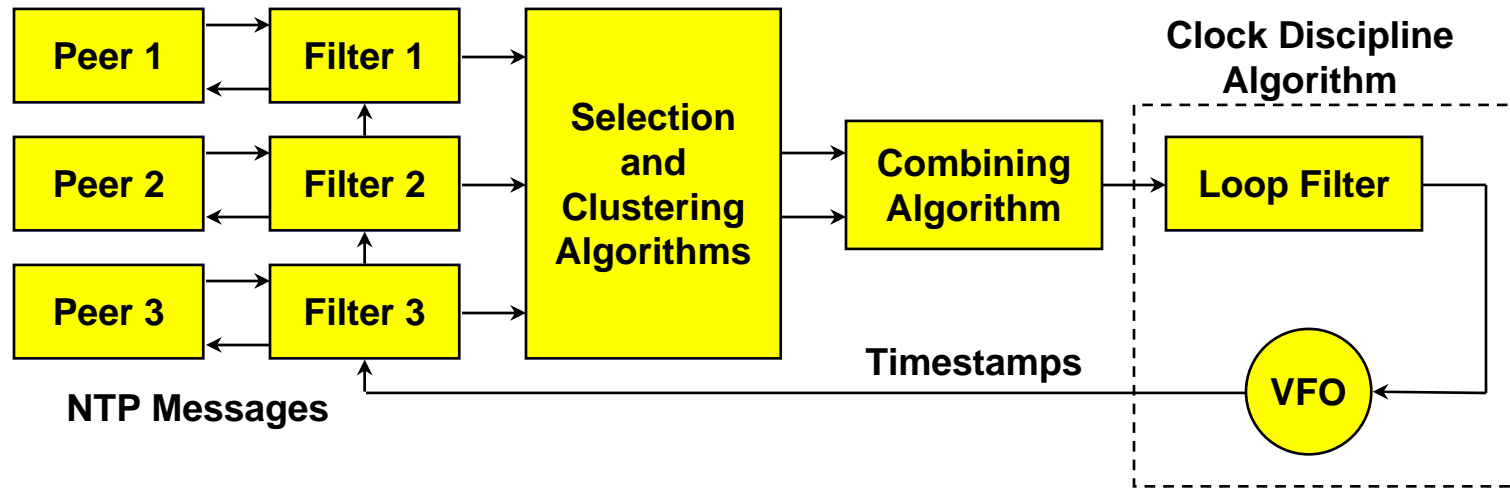 Peer 1
Filter 1
Peer 2
Filter 2
Peer 3
Filter 3
NTP Messages
Selection
and
Clustering
Algorithms
Combining
Algorithm
Clock Discipline
Algorithm
Loop Filter
Timestamps
VFO